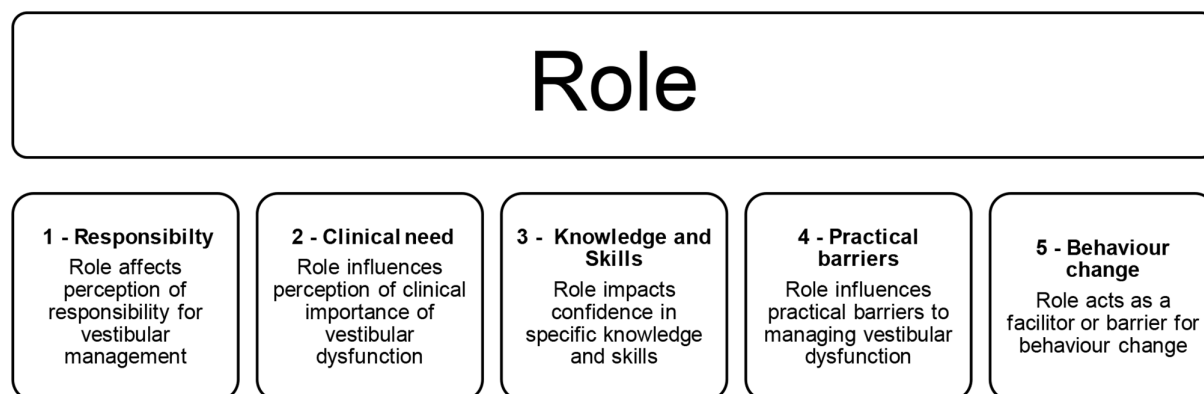 Role
1 - Responsibilty
Role affects
perception of
responsibility for
vestibular
management
2 - Clinical need
Role influences
perception of clinical
importance of
vestibular
dysfunction
3 -  Knowledge and
Skills
Role impacts
confidence in
specific knowledge
and skills
4 - Practical
barriers
Role influences
practical barriers to
managing vestibular
dysfunction
5 - Behaviour
change
Role acts as a
facilitor or barrier for
behaviour change